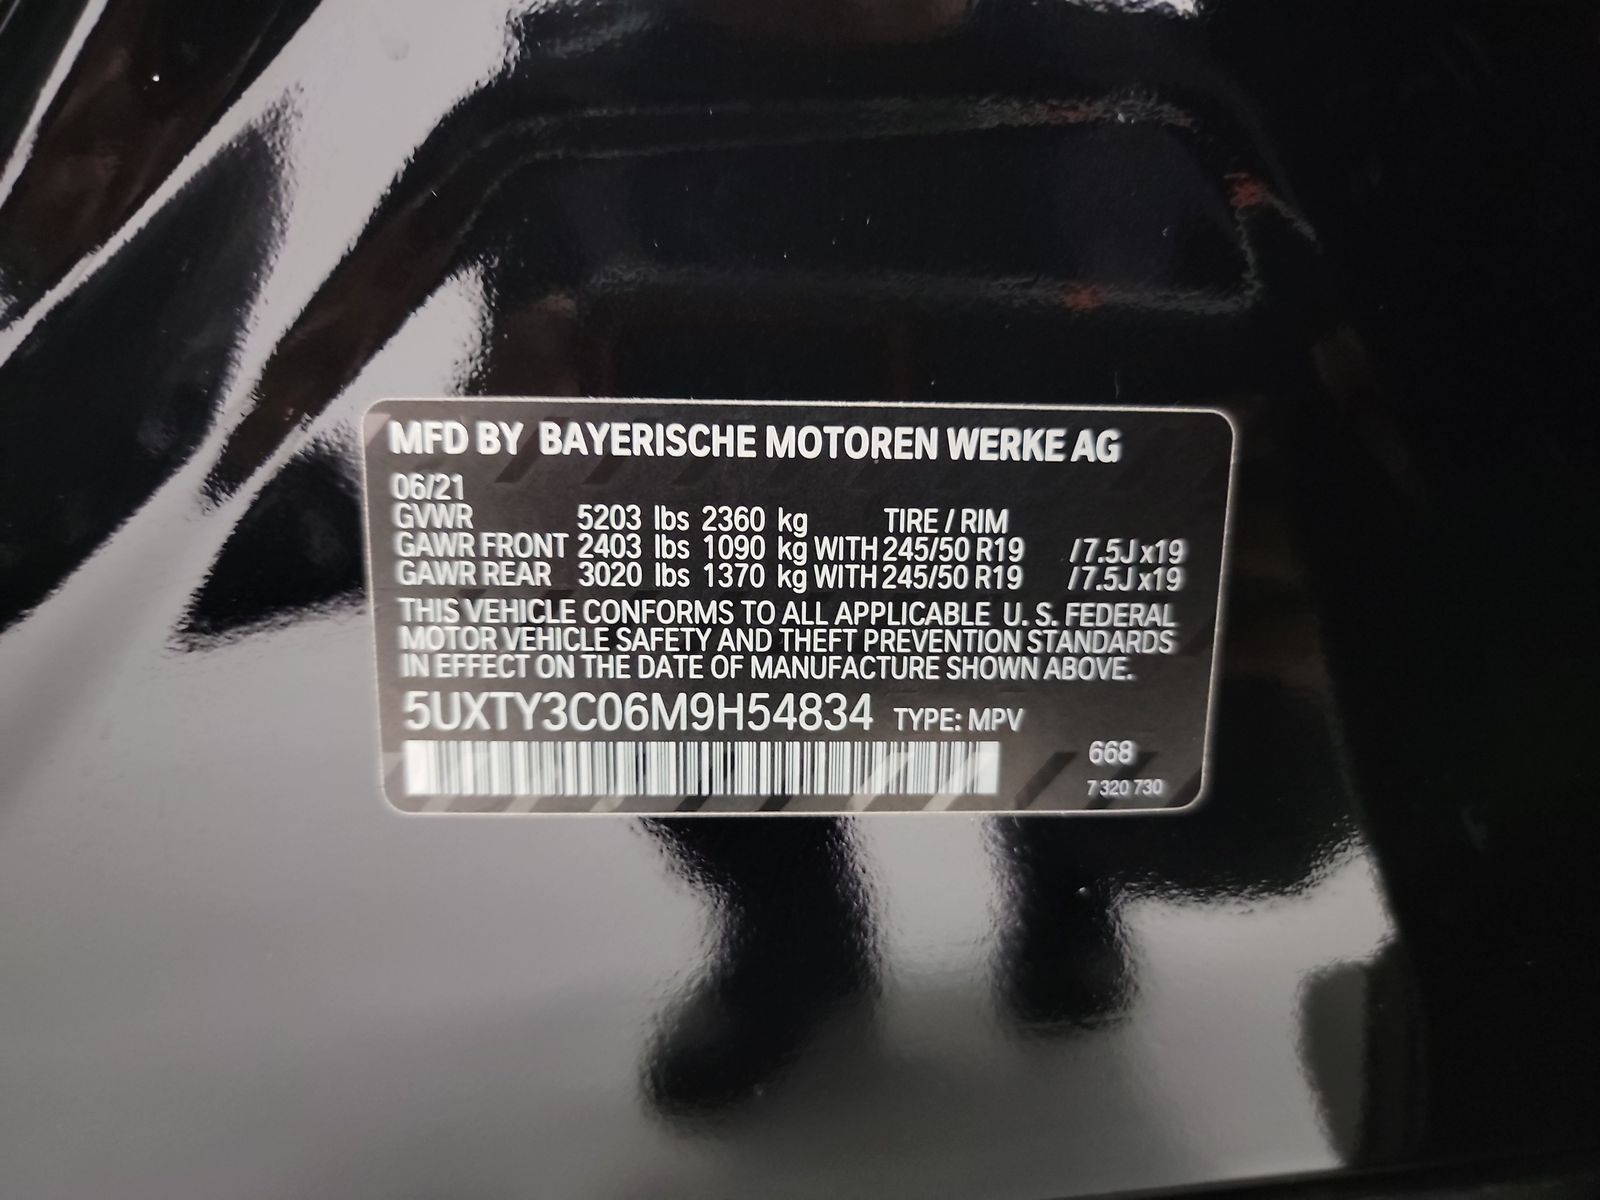 MFD BY BAYERISCHE MOTOREN WERKE AG
06/21
GVWR 5203 lbs 2360 kg TIRE / RIM
GAWR FRONT 2403 lbs 1090 kg WITH 245/50 R19 / 7.5J x19
GAWR REAR 3020 lbs 1370 kg WITH 245/50 R19 / 7.5J x19
THIS VEHICLE CONFORMS TO ALL APPLICABLE U. S. FEDERAL
MOTOR VEHICLE SAFETY AND THEFT PREVENTION STANDARDS
IN EFFECT ON THE DATE OF MANUFACTURE SHOWN ABOVE.
5UXTY3C06M9H54834 TYPE: MPV
668
7 320 730